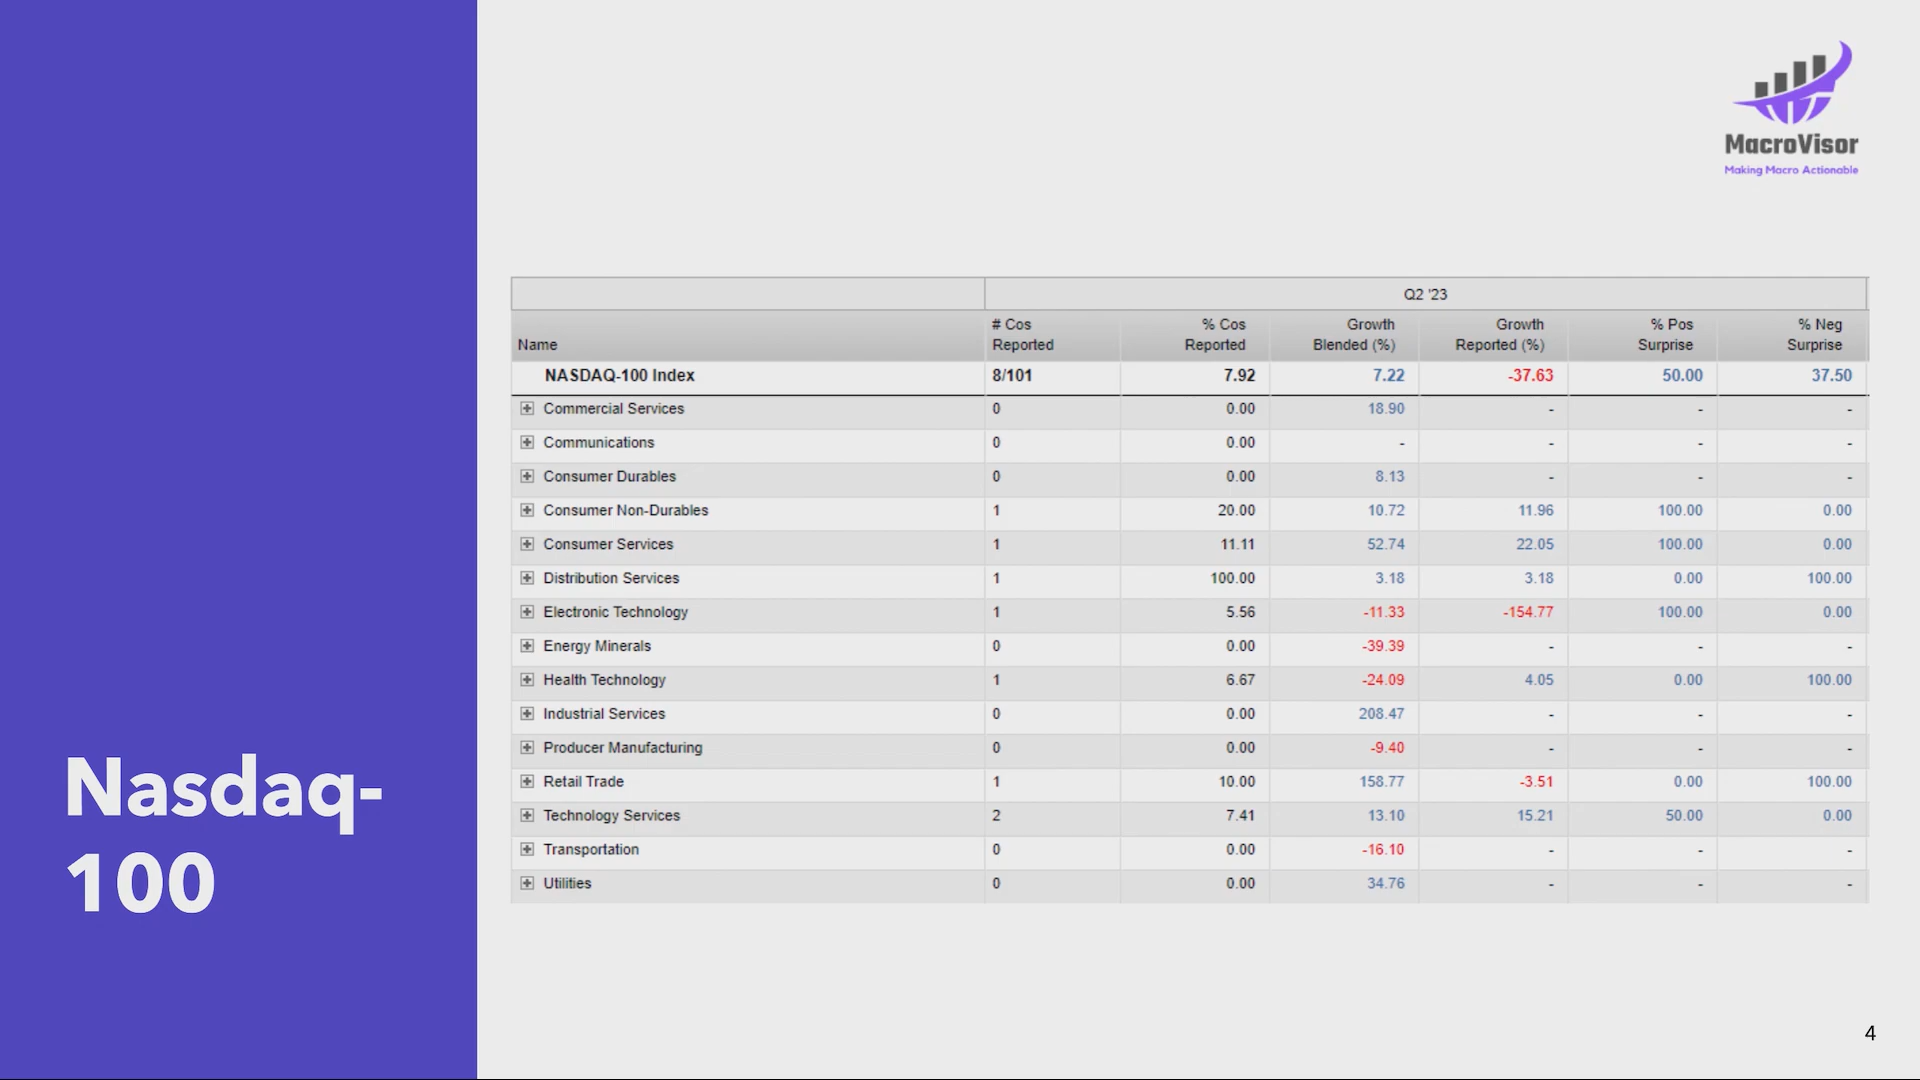 MacroVisor
Making Macro Actionable
Q2 '23
Name # Cos Reported % Cos Reported Growth Blended (%) Growth Reported (%) % Pos Surprise % Neg Surprise
NASDAQ-100 Index 8/101 7.92 7.22 -37.63 50.00 37.50
Commercial Services 0 0.00 18.90 - - -
Communications 0 0.00 - - - -
Consumer Durables 0 0.00 8.13 - - -
Consumer Non-Durables 1 20.00 10.72 11.96 100.00 0.00
Consumer Services 1 11.11 52.74 22.05 100.00 0.00
Distribution Services 1 100.00 3.18 3.18 0.00 100.00
Electronic Technology 1 5.56 -11.33 -154.77 100.00 0.00
Energy Minerals 0 0.00 -39.39 - - -
Health Technology 1 6.67 -24.09 4.05 0.00 100.00
Industrial Services 0 0.00 208.47 - - -
Producer Manufacturing 0 0.00 -9.40 - - -
Retail Trade 1 10.00 158.77 -3.51 0.00 100.00
Technology Services 2 7.41 13.10 15.21 50.00 0.00
Transportation 0 0.00 -16.10 - - -
Utilities 0 0.00 34.76 - - -
Nasdaq-
100
4